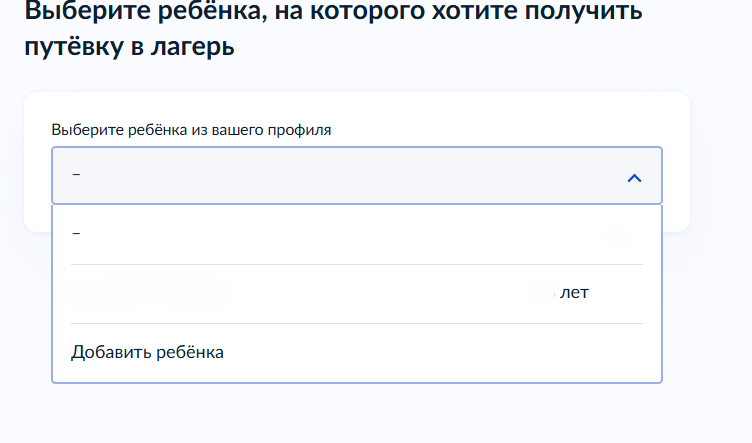 Выберите ребёнка, на которого хотите получить
путёвку в лагерь
Выберите ребёнка из вашего профиля
–
–
лет
Добавить ребёнка